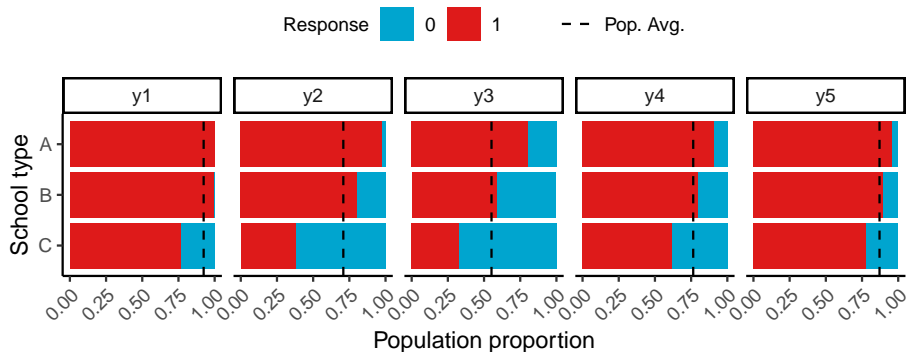 Response 0 1 Pop. Avg.
y1 y2 y3 y4 y5
School type
A
B
C
0.00 0.25 0.50 0.75 1.00 0.00 0.25 0.50 0.75 1.00 0.00 0.25 0.50 0.75 1.00 0.00 0.25 0.50 0.75 1.00 0.00 0.25 0.50 0.75 1.00
Population proportion